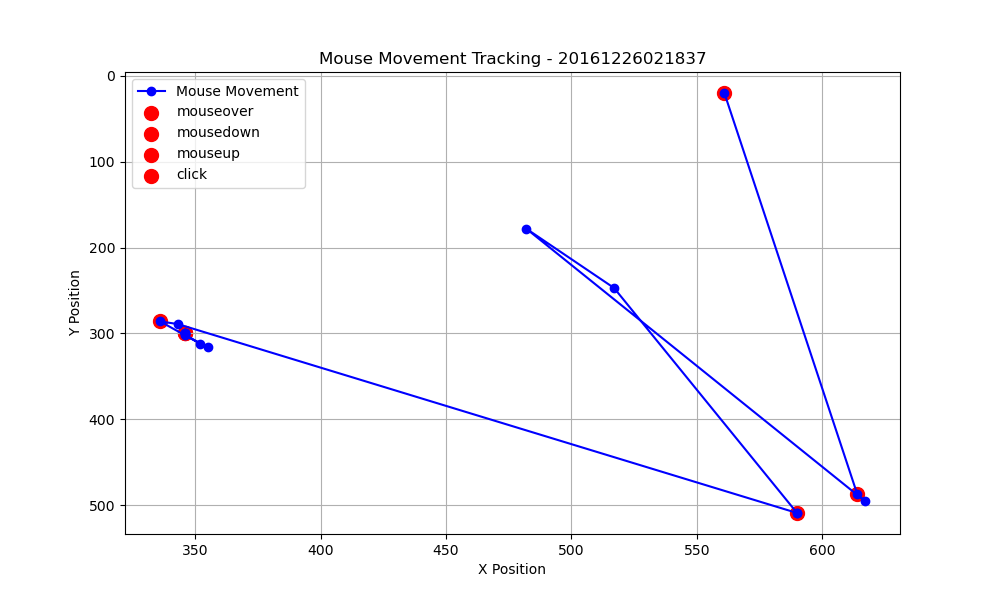 Mouse Movement Tracking - 20161226021837
Mouse Movement
mouseover
mousedown
mouseup
click
0
100
200
300
400
500
Y Position
350
400
450
500
550
600
X Position